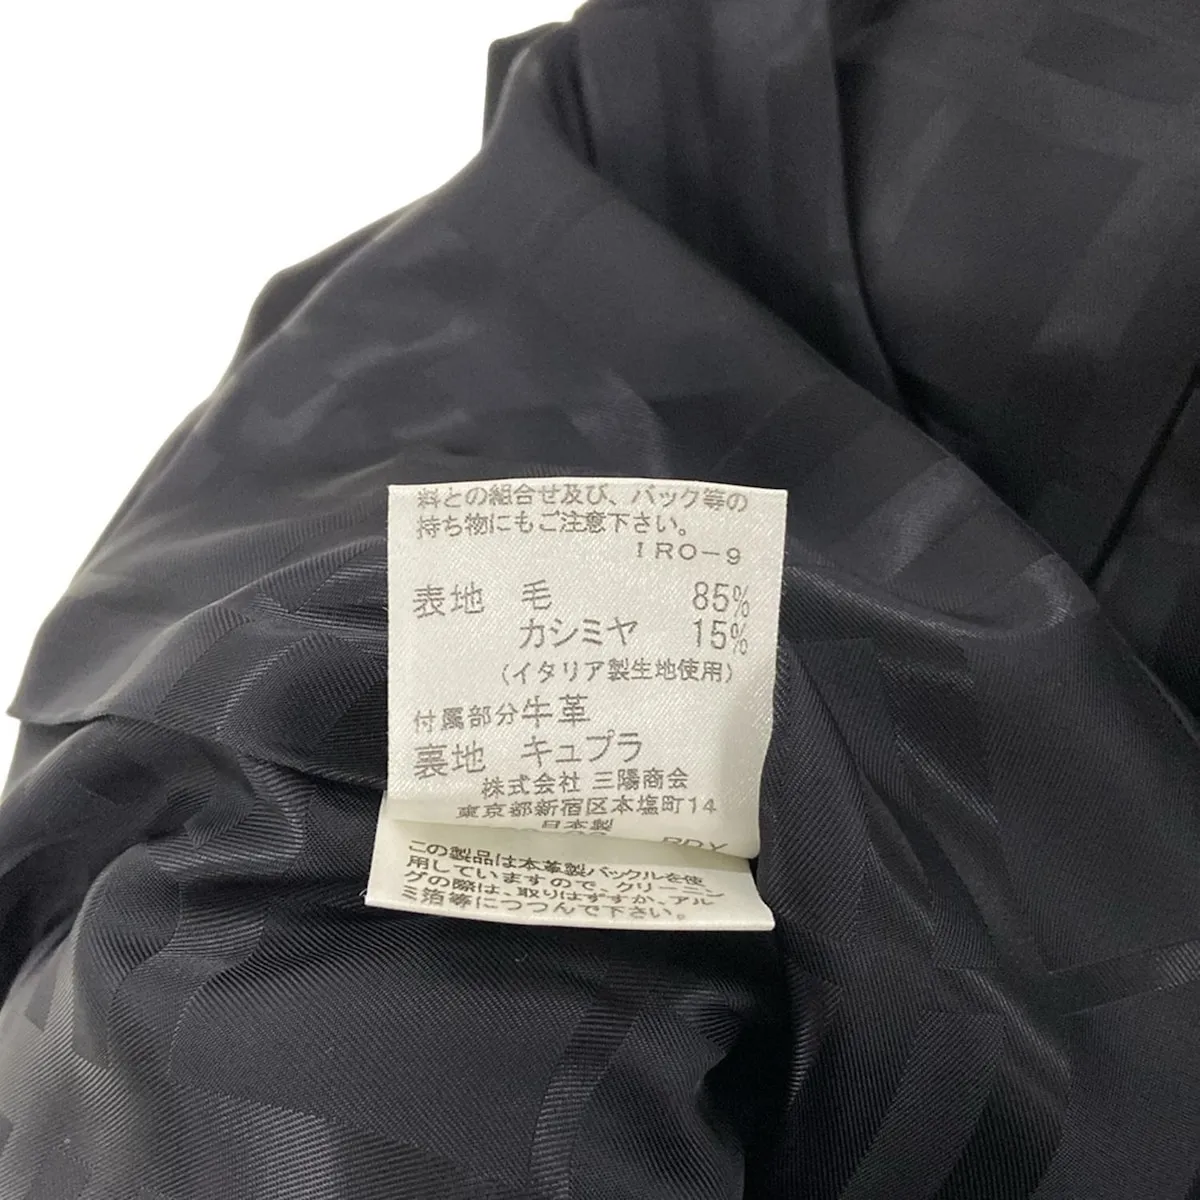 料との組合せ及び、バック等の
持ち物にもご注意下さい。
IRO-9
表地 毛 85%
カシミヤ 15%
(イタリア製生地使用)
付属部分牛革
裏地 キュプラ
株式会社 三陽商会
東京都新宿区本塩町14
日本製
この製品は本革製バックルを使
用していますので、クリーニン
グの際は、取りはずすか、アル
ミ箔等につつんで下さい。